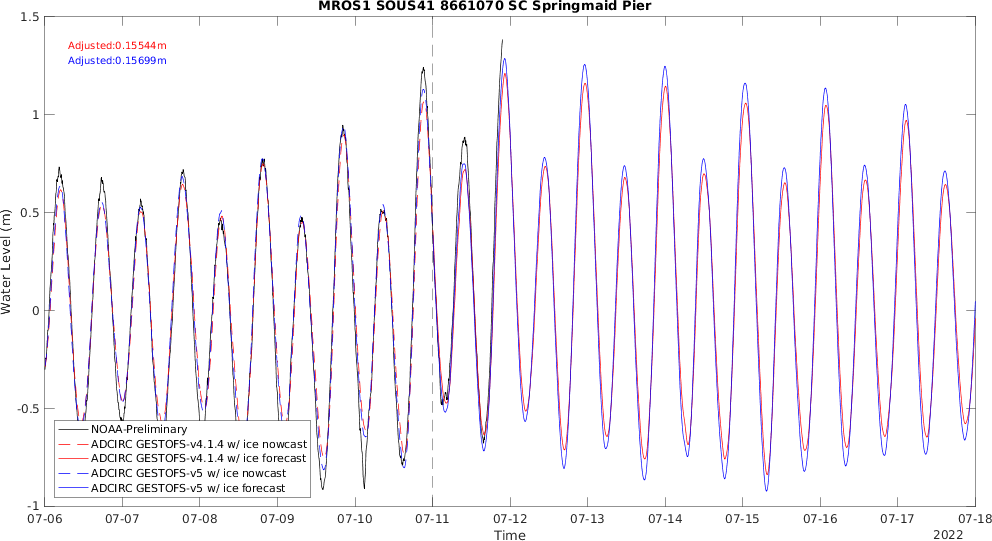 MROS1 SOUS41 8661070 SC Springmaid Pier
1.5
Adjusted:0.15544m
Adjusted:0.15699m
1
0.5
Water Level (m)
0
-0.5
NOAA-Preliminary
ADCIRC GESTOFS-v4.1.4 w/ ice nowcast
ADCIRC GESTOFS-v4.1.4 w/ ice forecast
ADCIRC GESTOFS-v5 w/ ice nowcast
ADCIRC GESTOFS-v5 w/ ice forecast
-1
07-06 07-07 07-08 07-09 07-10 07-11 07-12 07-13 07-14 07-15 07-16 07-17 07-18
Time
2022